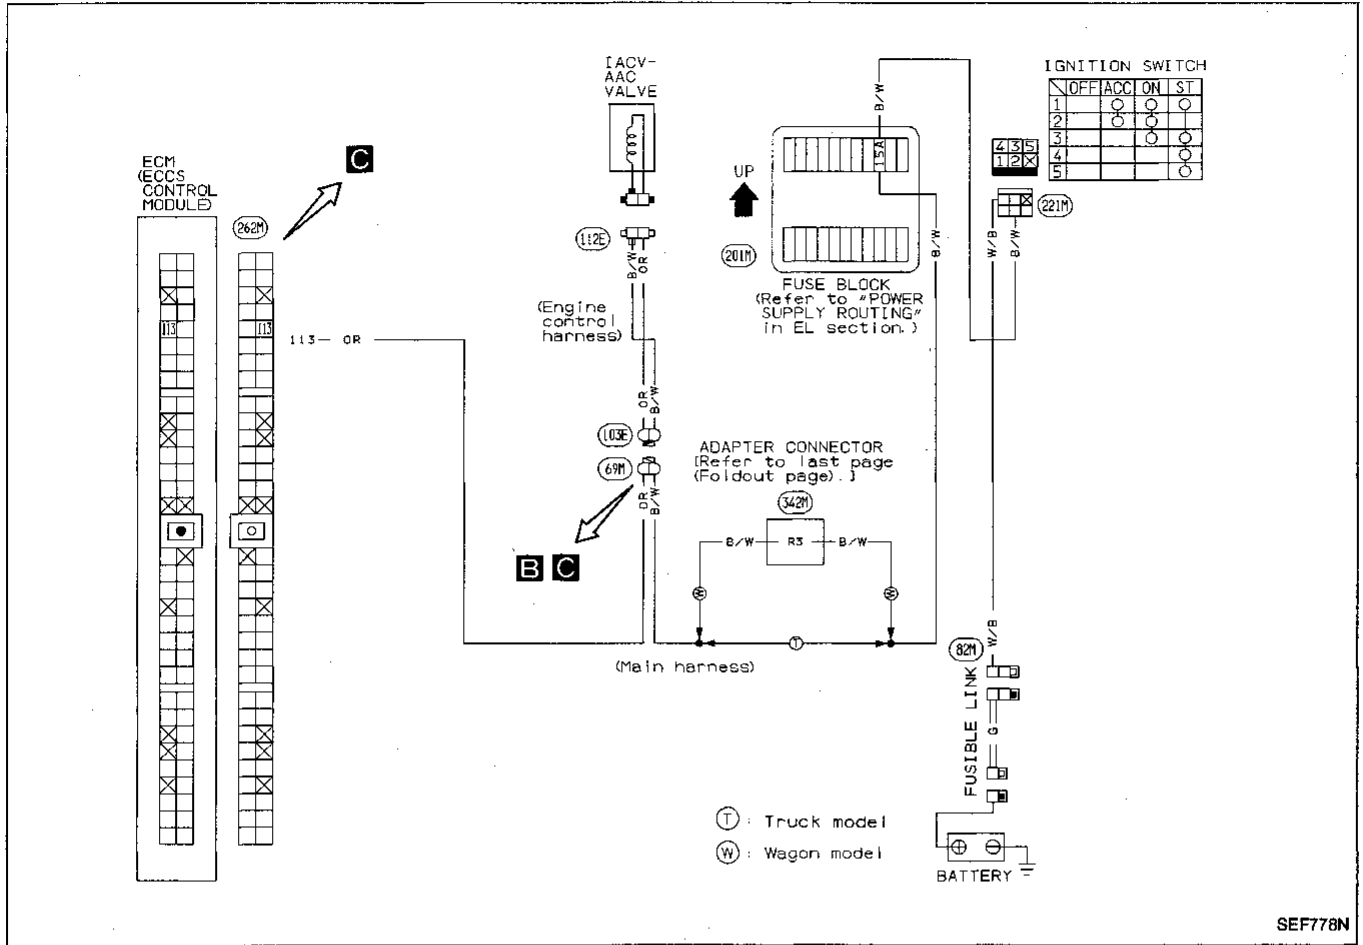 IACV-
AAC
VALVE
B/W
IGNITION SWITCH
OFF ACC ON ST
1
2
3
4
5
4 3 5
1 2
ECM
(ECCS
CONTROL
MODULE)
C
262M
15A
UP
221M
112E
201M
B/W
OR
B/W
W/B
B/W
FUSE BLOCK
(Refer to "POWER
SUPPLY ROUTING"
in EL section.)
(Engine
control
harness)
113
113
113 OR
OR
B/W
103E
69M
OR
B/W
ADAPTER CONNECTOR
[Refer to last page
(Foldout page).]
342M
B/W R3 B/W
B C
W
W
T
(Main harness)
82M
W/B
FUSIBLE LINK
G
T : Truck model
W : Wagon model
BATTERY
SEF778N